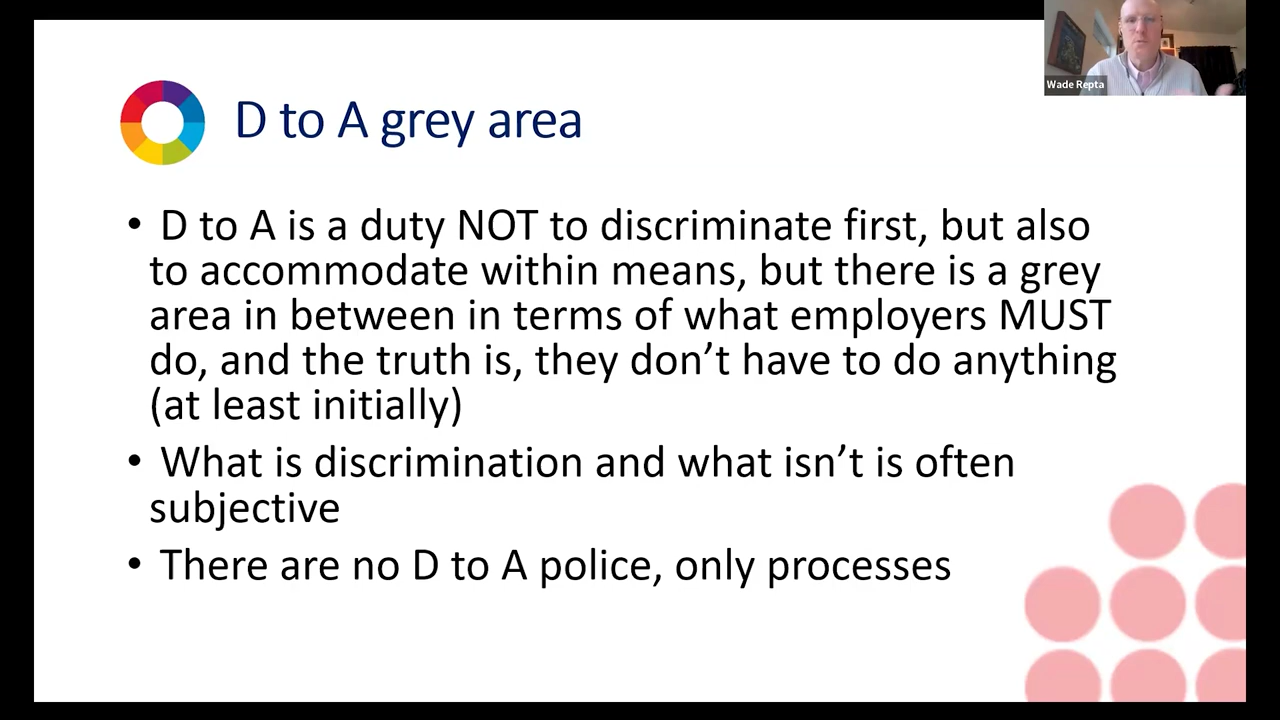 Wade Repta
D to A grey area
• D to A is a duty NOT to discriminate first, but also
to accommodate within means, but there is a grey
area in between in terms of what employers MUST
do, and the truth is, they don’t have to do anything
(at least initially)
• What is discrimination and what isn’t is often
subjective
• There are no D to A police, only processes